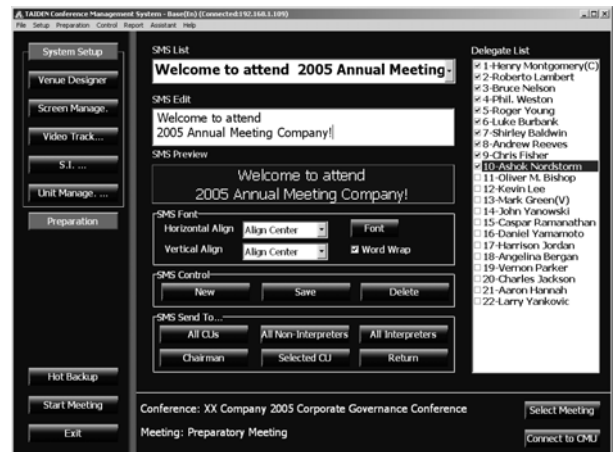 TAIDEN Conference Management System - Base(En) (Connected:192.168.1.109)
File Setup Preparation Control Report Assistant Help
System Setup
Venue Designer
Screen Manage.
Video Track...
S.I. ...
Unit Manage. ...
Preparation
Hot Backup
Start Meeting
Exit
SMS List
Welcome to attend 2005 Annual Meeting
SMS Edit
Welcome to attend
2005 Annual Meeting Company!
SMS Preview
Welcome to attend
2005 Annual Meeting Company!
SMS Font
Horizontal Align Align Center Font
Vertical Align Align Center Word Wrap
SMS Control
New Save Delete
SMS Send To...
All CUs All Non-Interpreters All Interpreters
Chairman Selected CU Return
Delegate List
1-Henry Montgomery(C)
2-Roberto Lambert
3-Bruce Nelson
4-Phil. Weston
5-Roger Young
6-Luke Burbank
7-Shirley Baldwin
8-Andrew Reeves
9-Chris Fisher
10-Ashok Nordstorm
11-Oliver M. Bishop
12-Kevin Lee
13-Mark Green(V)
14-John Yanowski
15-Caspar Ramanathan
16-Daniel Yamamoto
17-Harrison Jordan
18-Angelina Bergan
19-Vernon Parker
20-Charles Jackson
21-Aaron Hannah
22-Larry Yankovic
Conference: XX Company 2005 Corporate Governance Conference
Meeting: Preparatory Meeting
Select Meeting
Connect to CMU